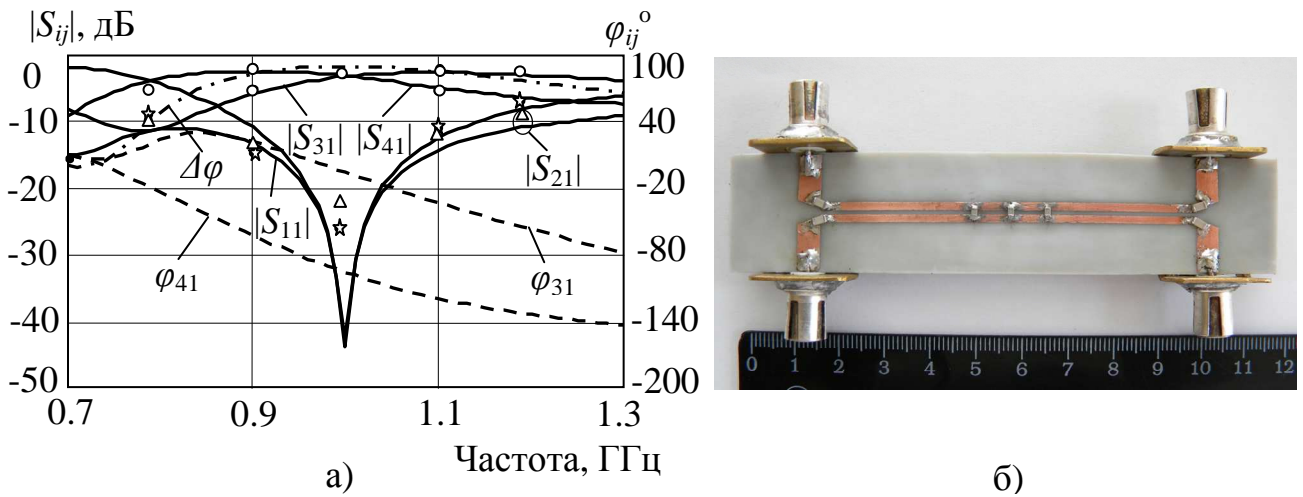 |Sij|, дБ
φij°
0
-10
-20
-30
-40
-50
100
40
-20
-80
-140
-200
|S31| |S41|
|S21|
Δφ
|S11|
φ41
φ31
0.7 0.9 1.1 1.3
Частота, ГГц
а)
0 1 2 3 4 5 6 7 8 9 10 11 12
б)